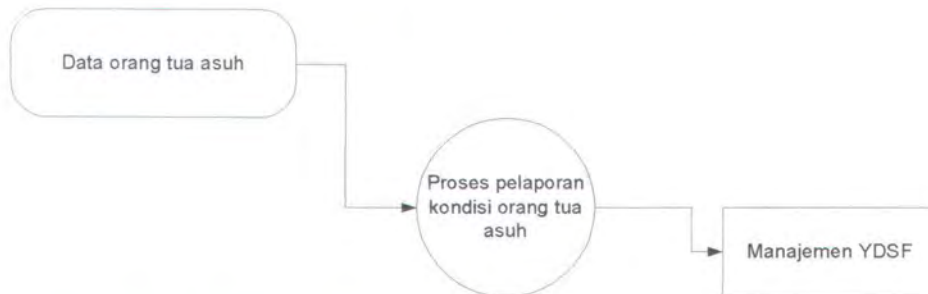 Data orang tua asuh
Proses pelaporan
kondisi orang tua
asuh
Manajemen YDSF